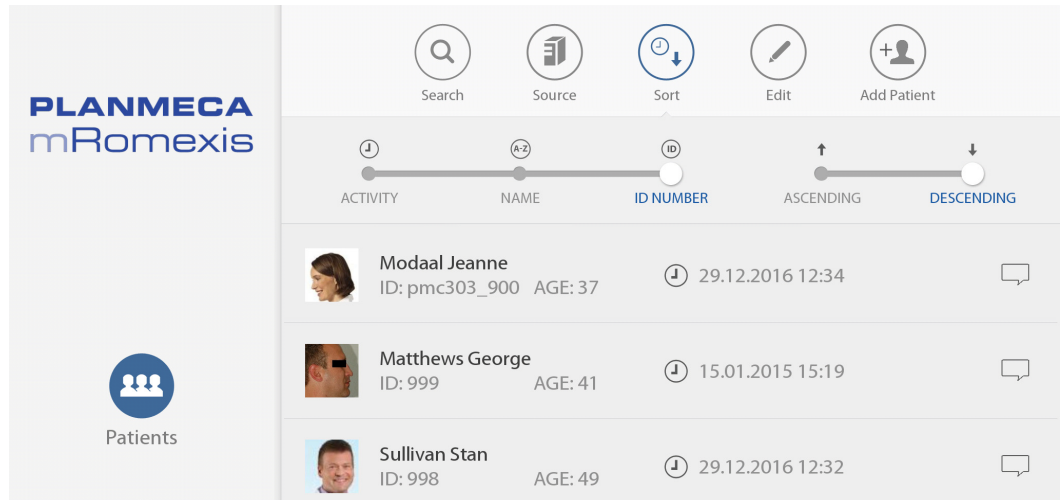 PLANMECA
mRomexis
Search
Source
Sort
Edit
Add Patient
A-Z
ID
ACTIVITY
NAME
ID NUMBER
ASCENDING
DESCENDING
Modaal Jeanne
ID: pmc303_900 AGE: 37
29.12.2016 12:34
Matthews George
ID: 999 AGE: 41
15.01.2015 15:19
Sullivan Stan
ID: 998 AGE: 49
29.12.2016 12:32
Patients